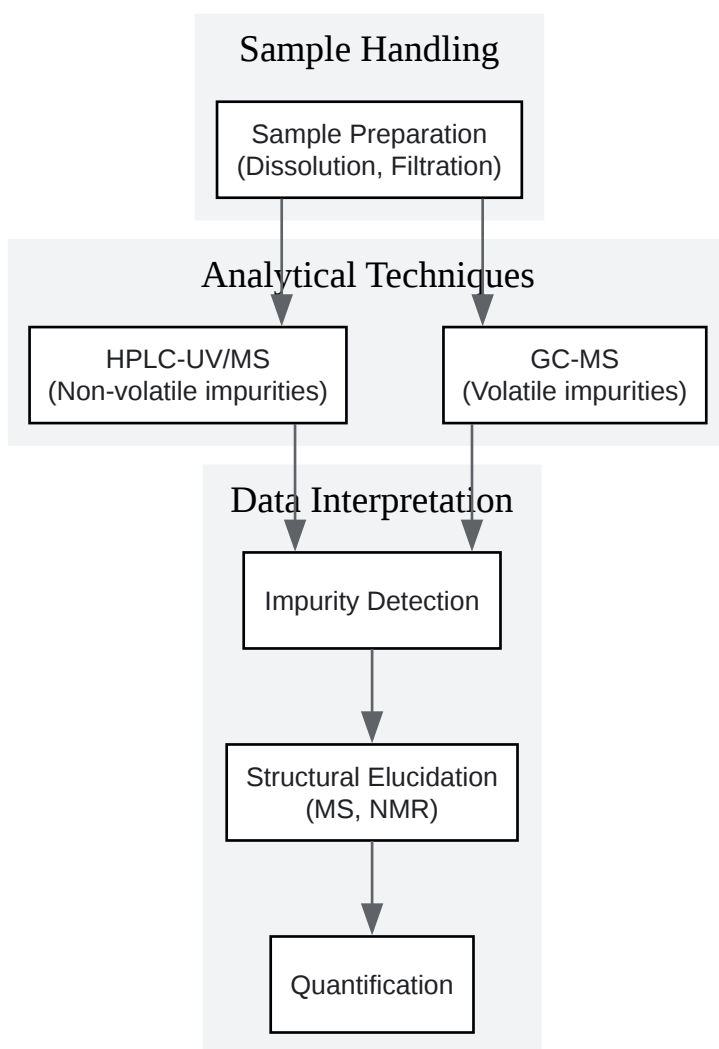 Sample Handling
Sample Preparation
(Dissolution, Filtration)
Analytical Techniques
HPLC-UV/MS
(Non-volatile impurities)
GC-MS
(Volatile impurities)
Data Interpretation
Impurity Detection
Structural Elucidation
(MS, NMR)
Quantification